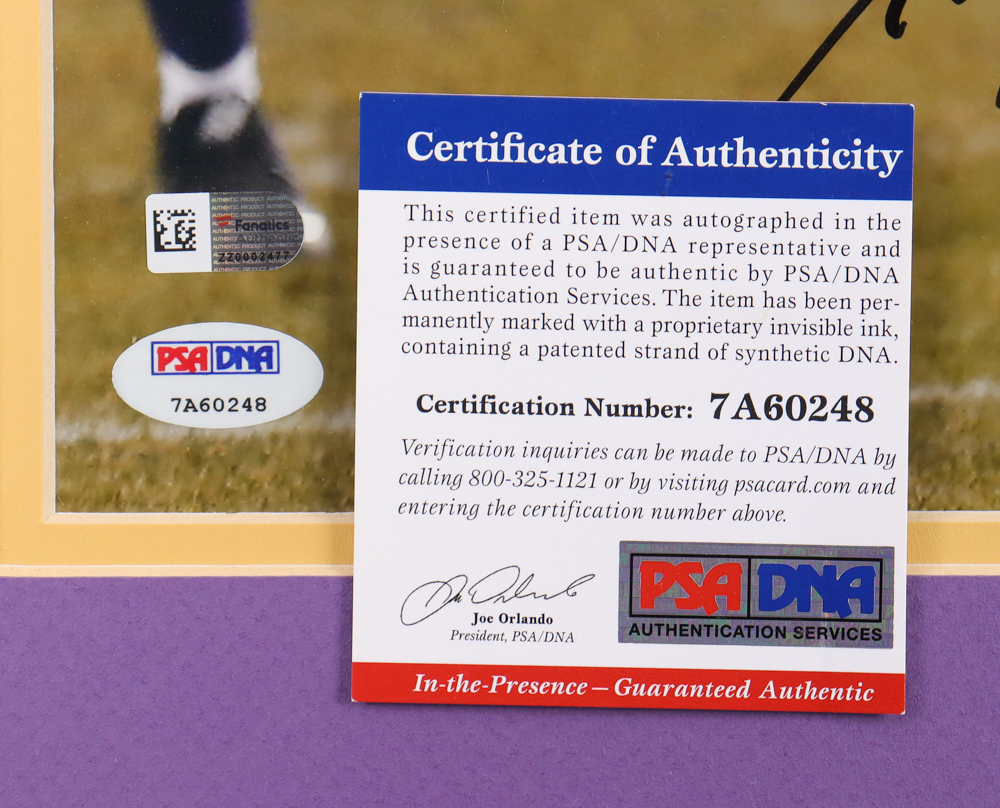 Fanatics
ZZ0002477
PSA DNA
7A60248
Certificate of Authenticity
This certified item was autographed in the
presence of a PSA/DNA representative and
is guaranteed to be authentic by PSA/DNA
Authentication Services. The item has been per-
manently marked with a proprietary invisible ink,
containing a patented strand of synthetic DNA.
Certification Number: 7A60248
Verification inquiries can be made to PSA/DNA by
calling 800-325-1121 or by visiting psacard.com and
entering the certification number above.
Joe Orlando
President, PSA/DNA
PSA DNA
AUTHENTICATION SERVICES
In-the-Presence – Guaranteed Authentic